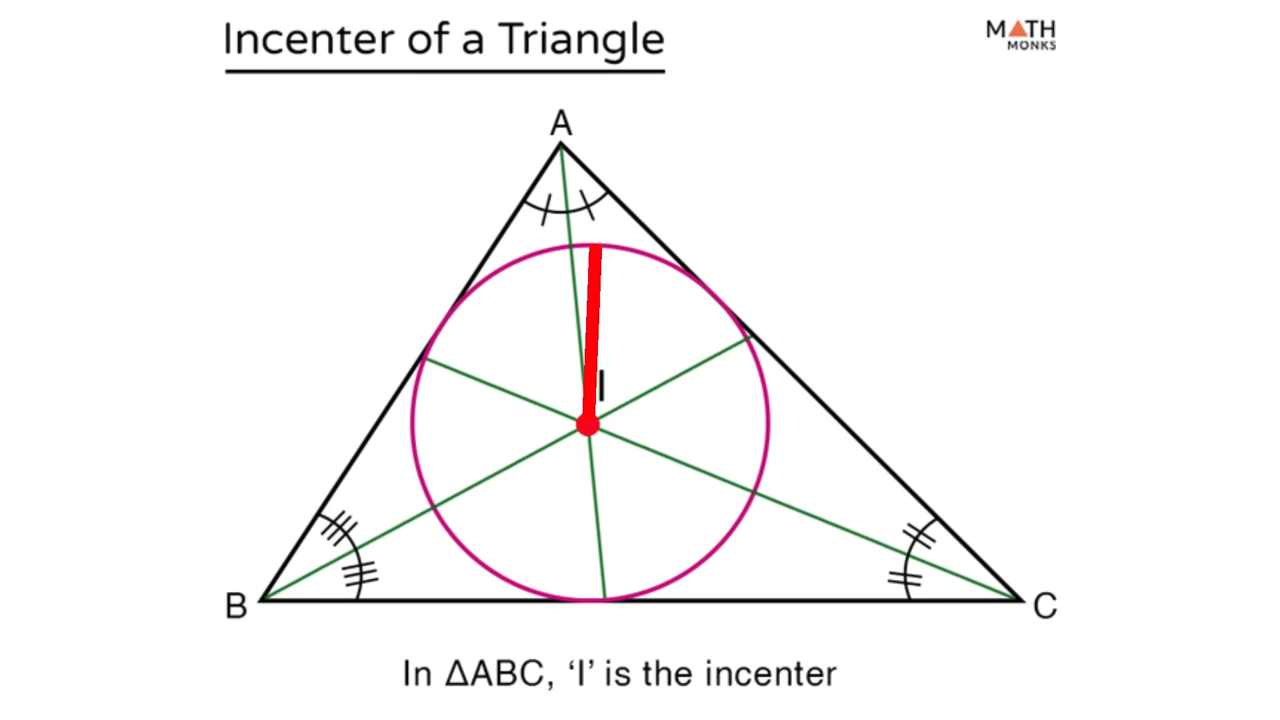 Incenter of a Triangle
MATH
MONKS
A
I
B
C
In ΔABC, ‘I’ is the incenter